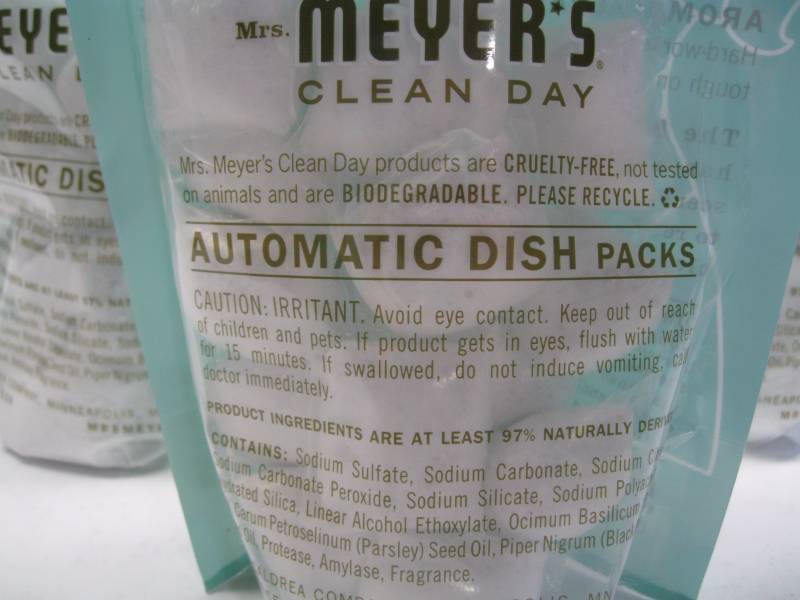 Mrs. MEYER'S®
CLEAN DAY
Mrs. Meyer's Clean Day products are CRUELTY-FREE, not tested
on animals and are BIODEGRADABLE. PLEASE RECYCLE.
AUTOMATIC DISH PACKS
CAUTION: IRRITANT. Avoid eye contact. Keep out of reach
of children and pets. If product gets in eyes, flush with water
for 15 minutes. If swallowed, do not induce vomiting, call
doctor immediately.
PRODUCT INGREDIENTS ARE AT LEAST 97% NATURALLY
CONTAINS: Sodium Sulfate, Sodium Carbonate, Sodium
Sodium Carbonate Peroxide, Sodium Silicate, Sodium
Silica, Linear Alcohol Ethoxylate, Ocimum Basilicum
Carum Petroselinum (Parsley) Seed Oil, Piper Nigrum (Black
Oil, Protease, Amylase, Fragrance.